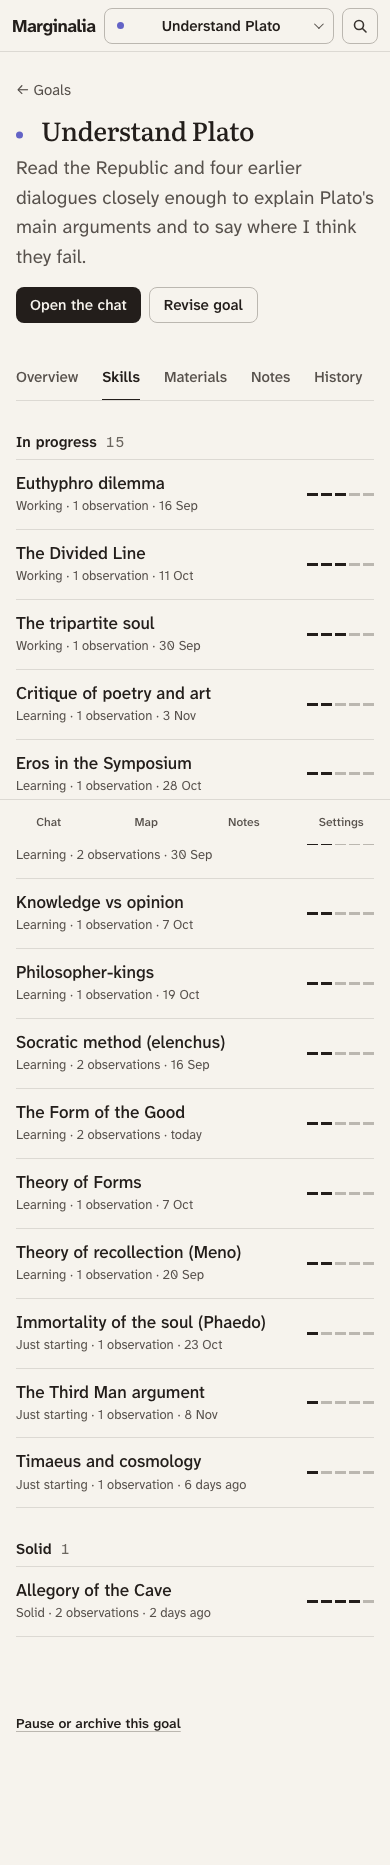 Marginalia
Understand Plato
← Goals
Understand Plato
Read the Republic and four earlier
dialogues closely enough to explain Plato's
main arguments and to say where I think
they fail.
Open the chat
Revise goal
Overview Skills Materials Notes History
In progress 15
Euthyphro dilemma
Working · 1 observation · 16 Sep
The Divided Line
Working · 1 observation · 11 Oct
The tripartite soul
Working · 1 observation · 30 Sep
Critique of poetry and art
Learning · 1 observation · 3 Nov
Eros in the Symposium
Learning · 1 observation · 28 Oct
Chat Map Notes Settings
Learning · 2 observations · 30 Sep
Knowledge vs opinion
Learning · 1 observation · 7 Oct
Philosopher-kings
Learning · 1 observation · 19 Oct
Socratic method (elenchus)
Learning · 2 observations · 16 Sep
The Form of the Good
Learning · 2 observations · today
Theory of Forms
Learning · 1 observation · 7 Oct
Theory of recollection (Meno)
Learning · 1 observation · 20 Sep
Immortality of the soul (Phaedo)
Just starting · 1 observation · 23 Oct
The Third Man argument
Just starting · 1 observation · 8 Nov
Timaeus and cosmology
Just starting · 1 observation · 6 days ago
Solid 1
Allegory of the Cave
Solid · 2 observations · 2 days ago
Pause or archive this goal